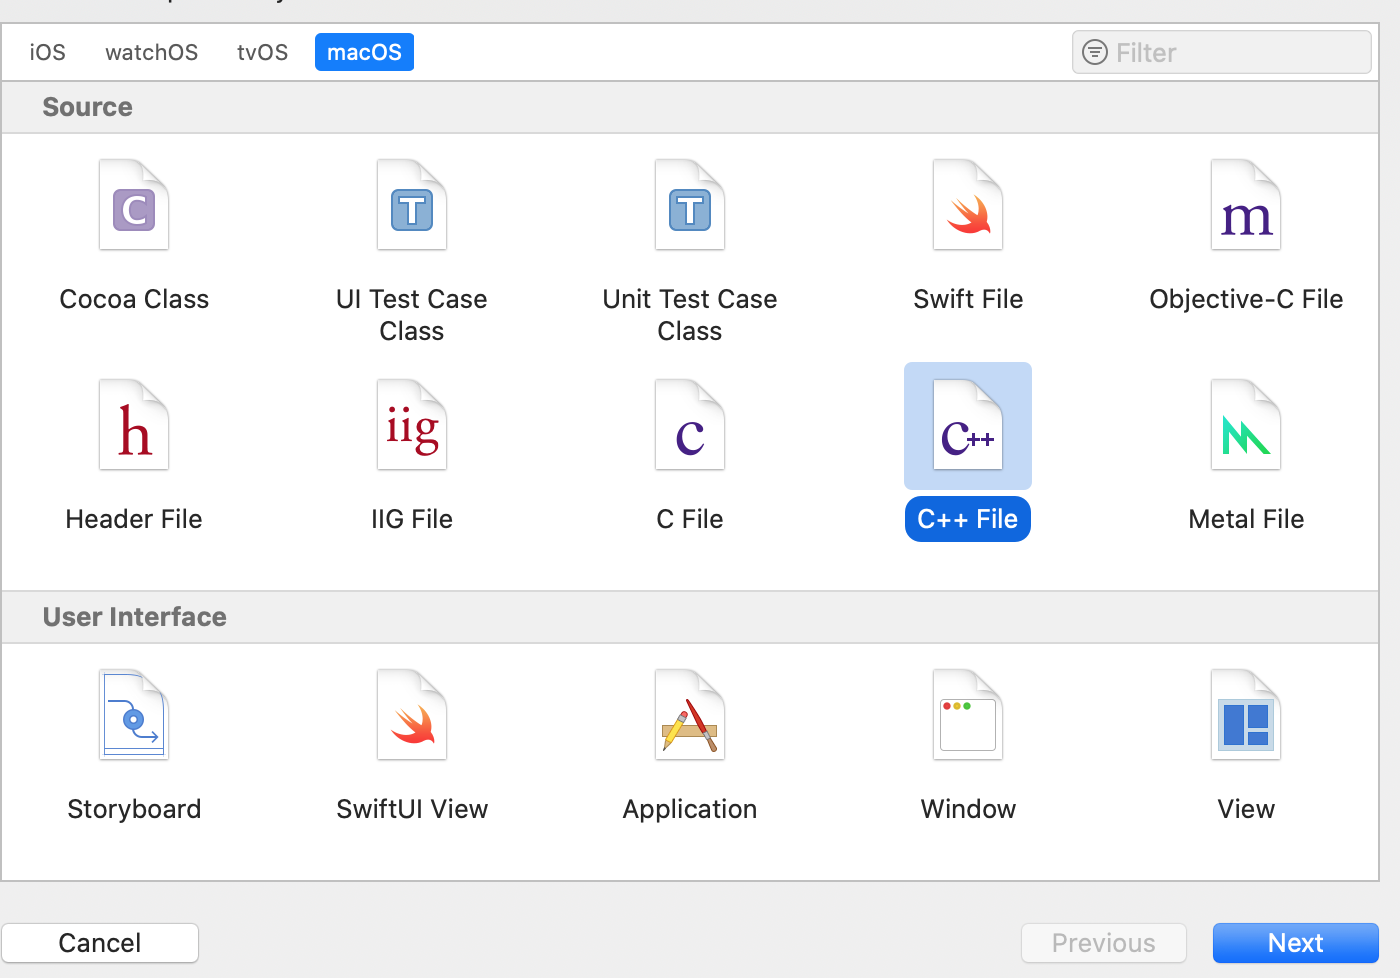 iOS watchOS tvOS macOS Filter
Source
C T T m
Cocoa Class UI Test Case Class Unit Test Case Class Swift File Objective-C File
h iig c C++
Header File IIG File C File C++ File Metal File
User Interface
Storyboard SwiftUI View Application Window View
Cancel Previous Next